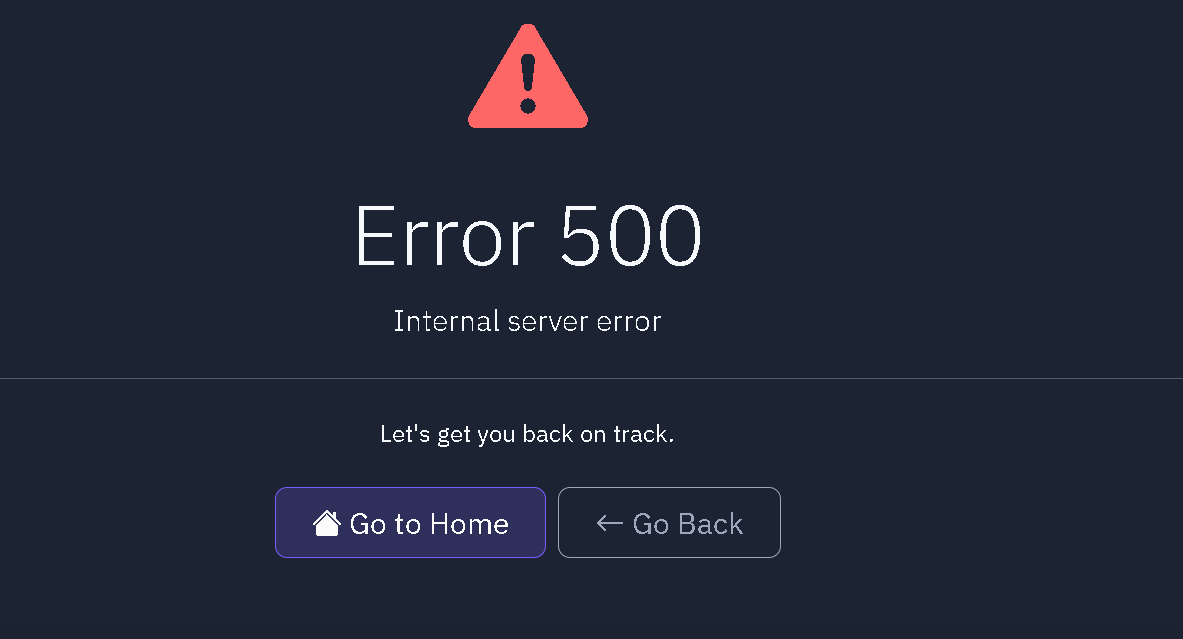 Error 500
Internal server error
Let's get you back on track.
Go to Home
← Go Back